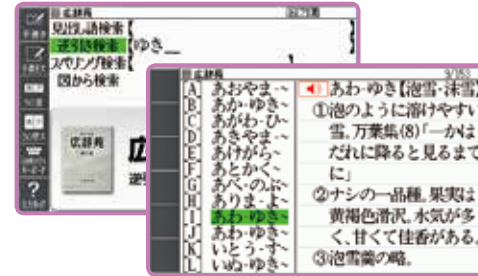 広辞苑
見出し語検索
逆引き検索【ゆき＿
スペリング検索【
図から検索
広辞苑
広
逆
?
広辞苑
9/153
A あおやま-～
B あか-ゆき～
C あがわ-ひ～
D あきやま-～
E あけがら～
F あとかく～
G あべ-のぶ～
H ありま-よ～
I あわ-ゆき～
J あわ-ゆき～
K いとう-す～
L いぬ-ゆき～
あわ-ゆき【泡雪・沫雪】
①泡のように溶けやすい
雪。万葉集(8)「一かは
だれに降ると見るまで
に」
②ナシの一品種。果実は
黄褐色滑沢。水気が多
く、甘くて佳香がある。
③泡雪羹の略。